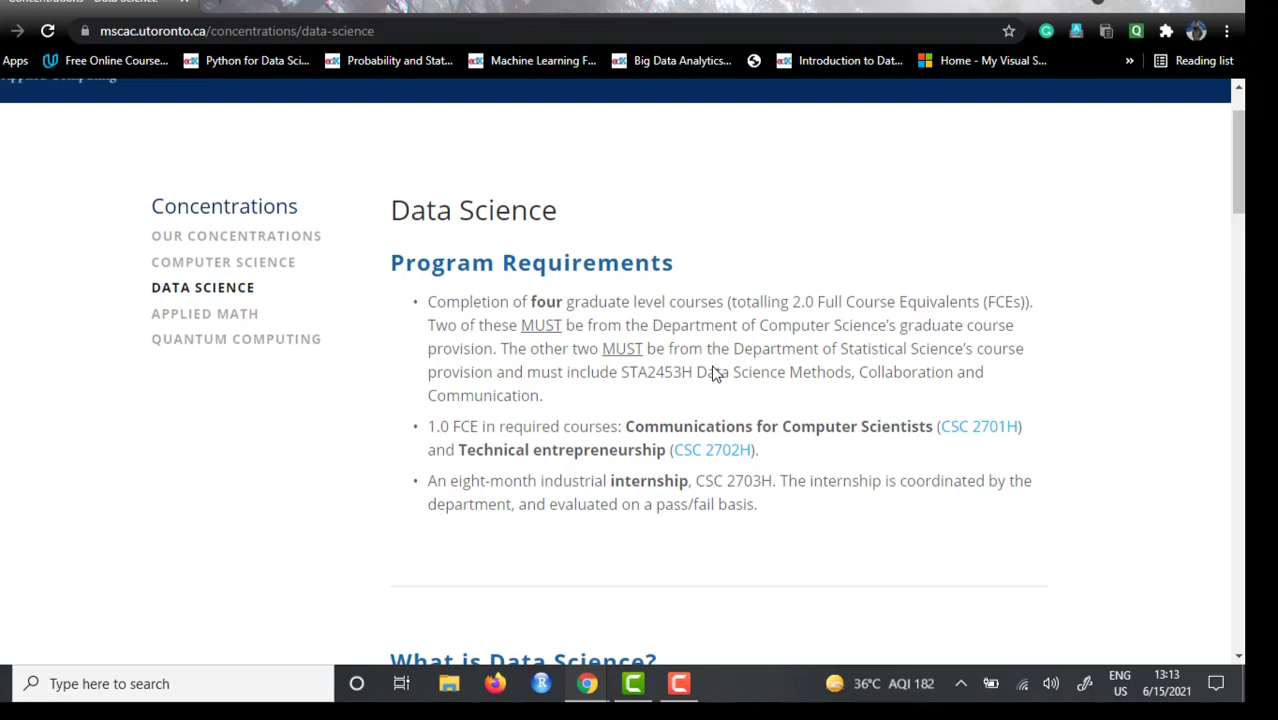 mscac.utoronto.ca/concentrations/data-science
Apps Free Online Course... Python for Data Sci... Probability and Stat... Machine Learning F... Big Data Analytics... Introduction to Dat... Home - My Visual S... » Reading list
Concentrations
OUR CONCENTRATIONS
COMPUTER SCIENCE
DATA SCIENCE
APPLIED MATH
QUANTUM COMPUTING
Data Science
Program Requirements
• Completion of four graduate level courses (totalling 2.0 Full Course Equivalents (FCEs)).
Two of these MUST be from the Department of Computer Science's graduate course
provision. The other two MUST be from the Department of Statistical Science's course
provision and must include STA2453H Data Science Methods, Collaboration and
Communication.
• 1.0 FCE in required courses: Communications for Computer Scientists (CSC 2701H)
and Technical entrepreneurship (CSC 2702H).
• An eight-month industrial internship, CSC 2703H. The internship is coordinated by the
department, and evaluated on a pass/fail basis.
What is Data Science?
Type here to search
36°C AQI 182
ENG
US
13:13
6/15/2021